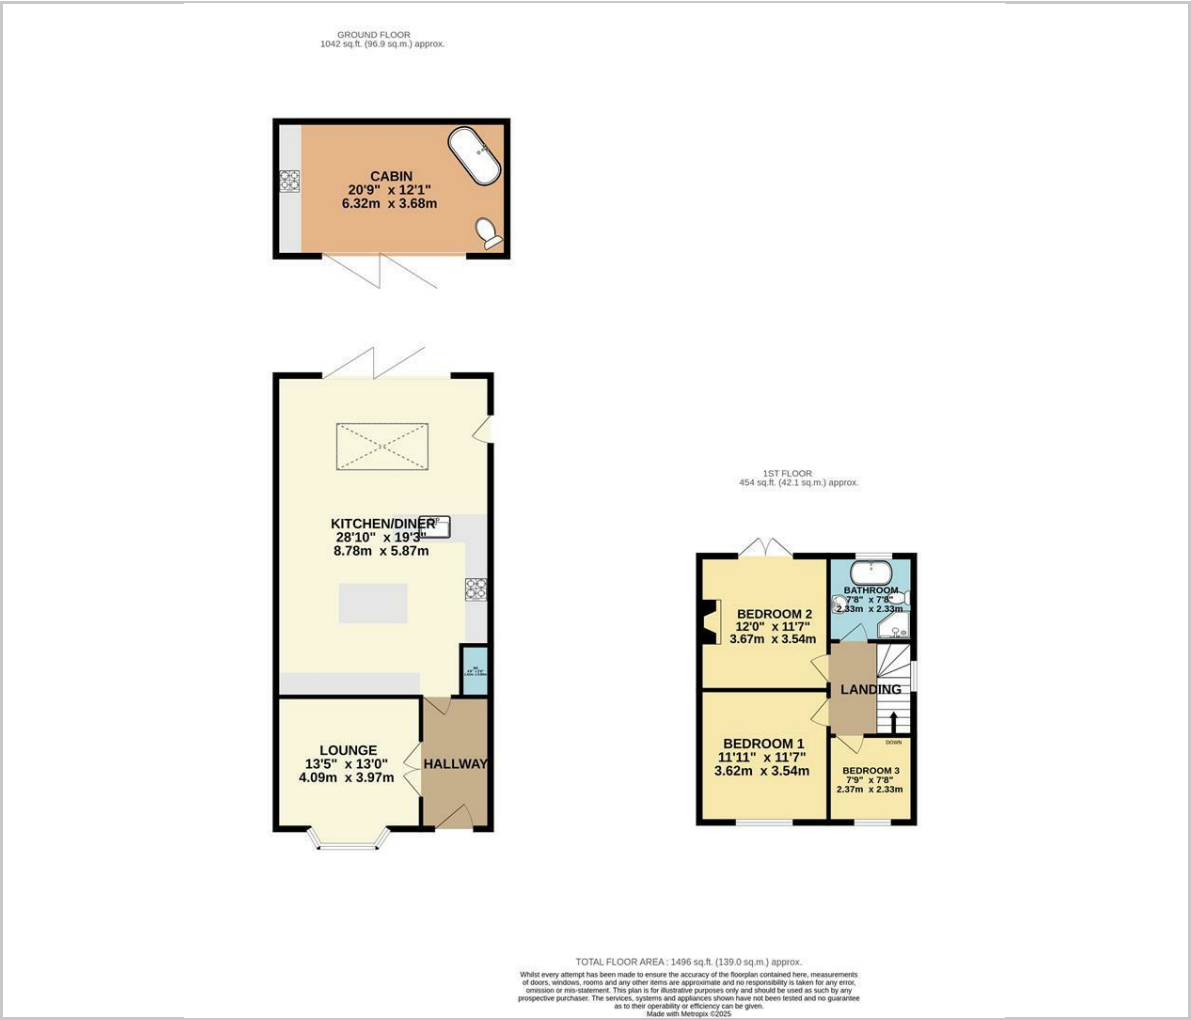 GROUND FLOOR
1042 sq.ft. (96.9 sq.m.) approx.
CABIN
20'9" x 12'1"
6.32m x 3.68m
KITCHEN/DINER
28'10" x 19'3"
8.78m x 5.87m
LOUNGE
13'5" x 13'0"
4.09m x 3.97m
HALLWAY
1ST FLOOR
454 sq.ft. (42.1 sq.m.) approx.
BEDROOM 2
12'0" x 11'7"
3.67m x 3.54m
BATHROOM
7'8" x 7'8"
2.33m x 2.33m
LANDING
DOWN
BEDROOM 1
11'11" x 11'7"
3.62m x 3.54m
BEDROOM 3
7'9" x 7'8"
2.37m x 2.33m
TOTAL FLOOR AREA : 1496 sq.ft. (139.0 sq.m.) approx.
Whilst every attempt has been made to ensure the accuracy of the floorplan contained here, measurements
of doors, windows, rooms and any other items are approximate and no responsibility is taken for any error,
omission or mis-statement. This plan is for illustrative purposes only and should be used as such by any
prospective purchaser. The services, systems and appliances shown have not been tested and no guarantee
as to their operability or efficiency can be given.
Made with Metropix ©2025